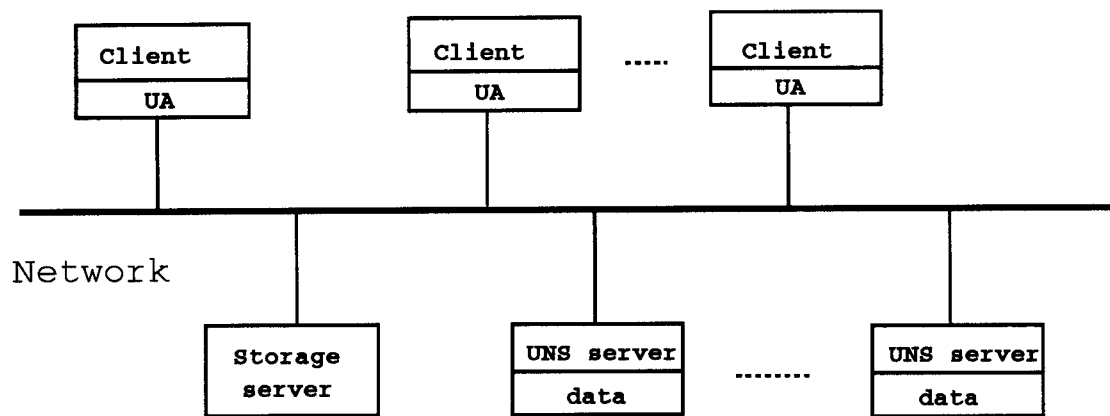 Client
UA
Client
UA
Client
UA
Network
Storage
server
UNS server
data
UNS server
data